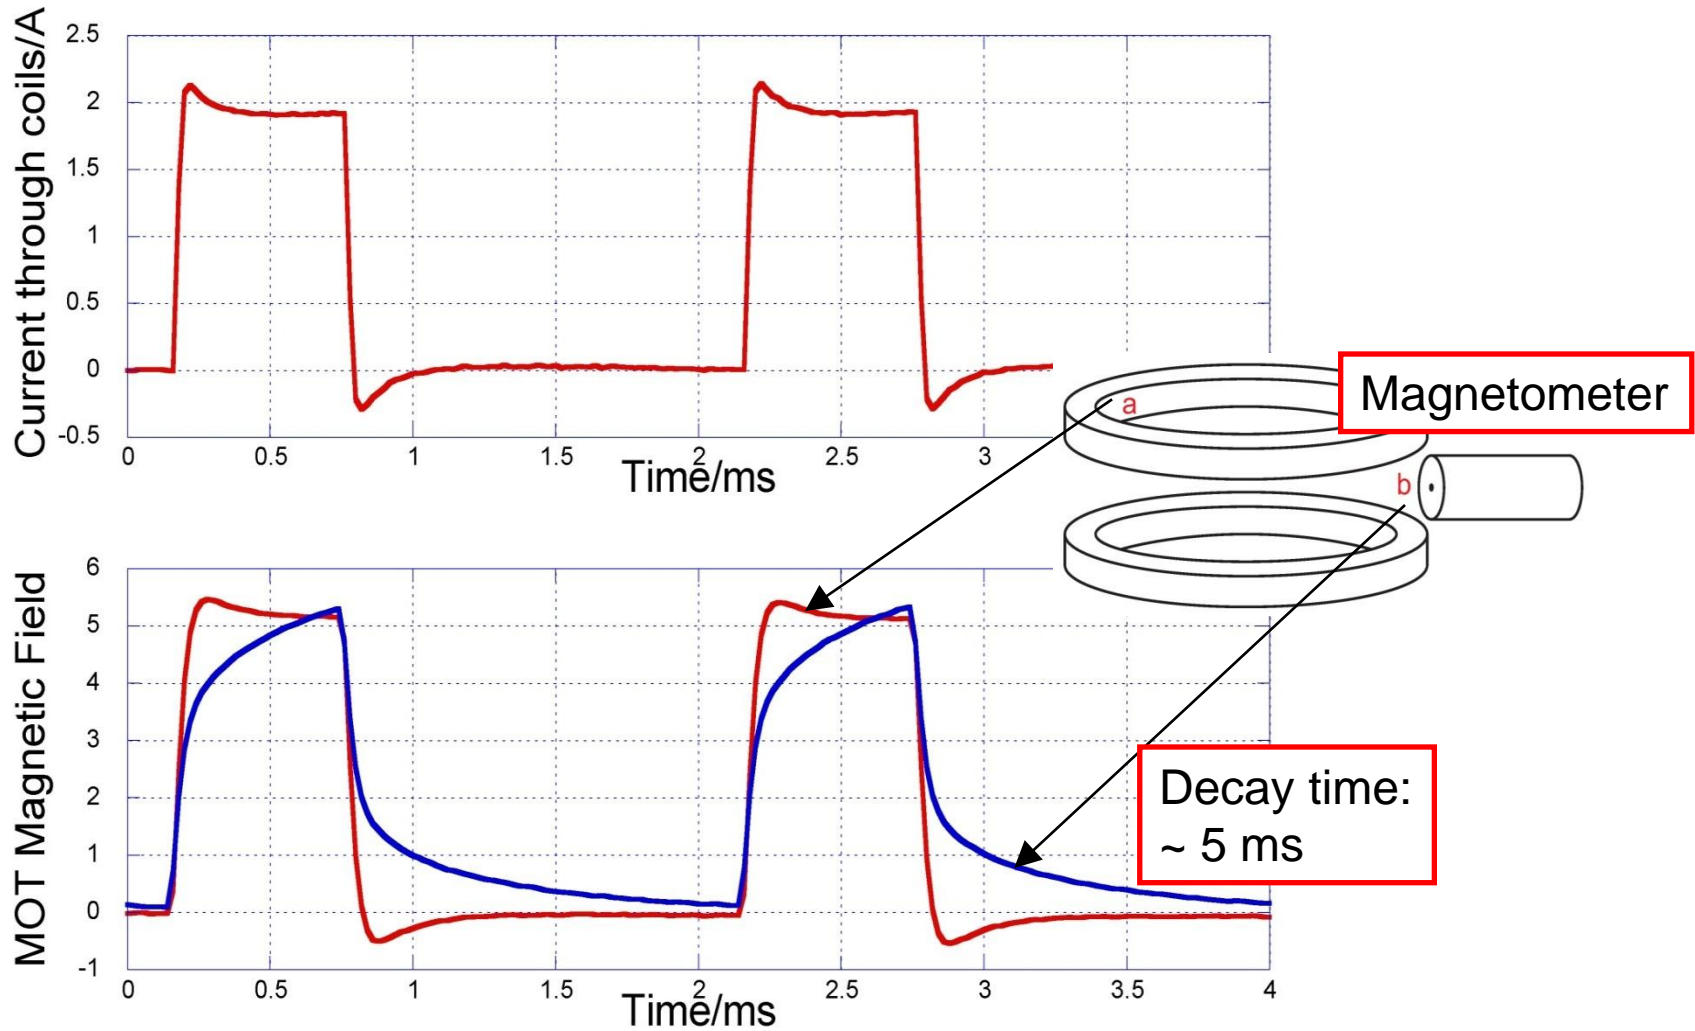 Current through coils/A
2.5
2
1.5
1
0.5
0
-0.5
0 0.5 1 1.5 2 2.5 3
Time/ms
a
Magnetometer
b
MOT Magnetic Field
6
5
4
3
2
1
0
-1
Decay time:
~ 5 ms
0 0.5 1 1.5 2 2.5 3 3.5 4
Time/ms